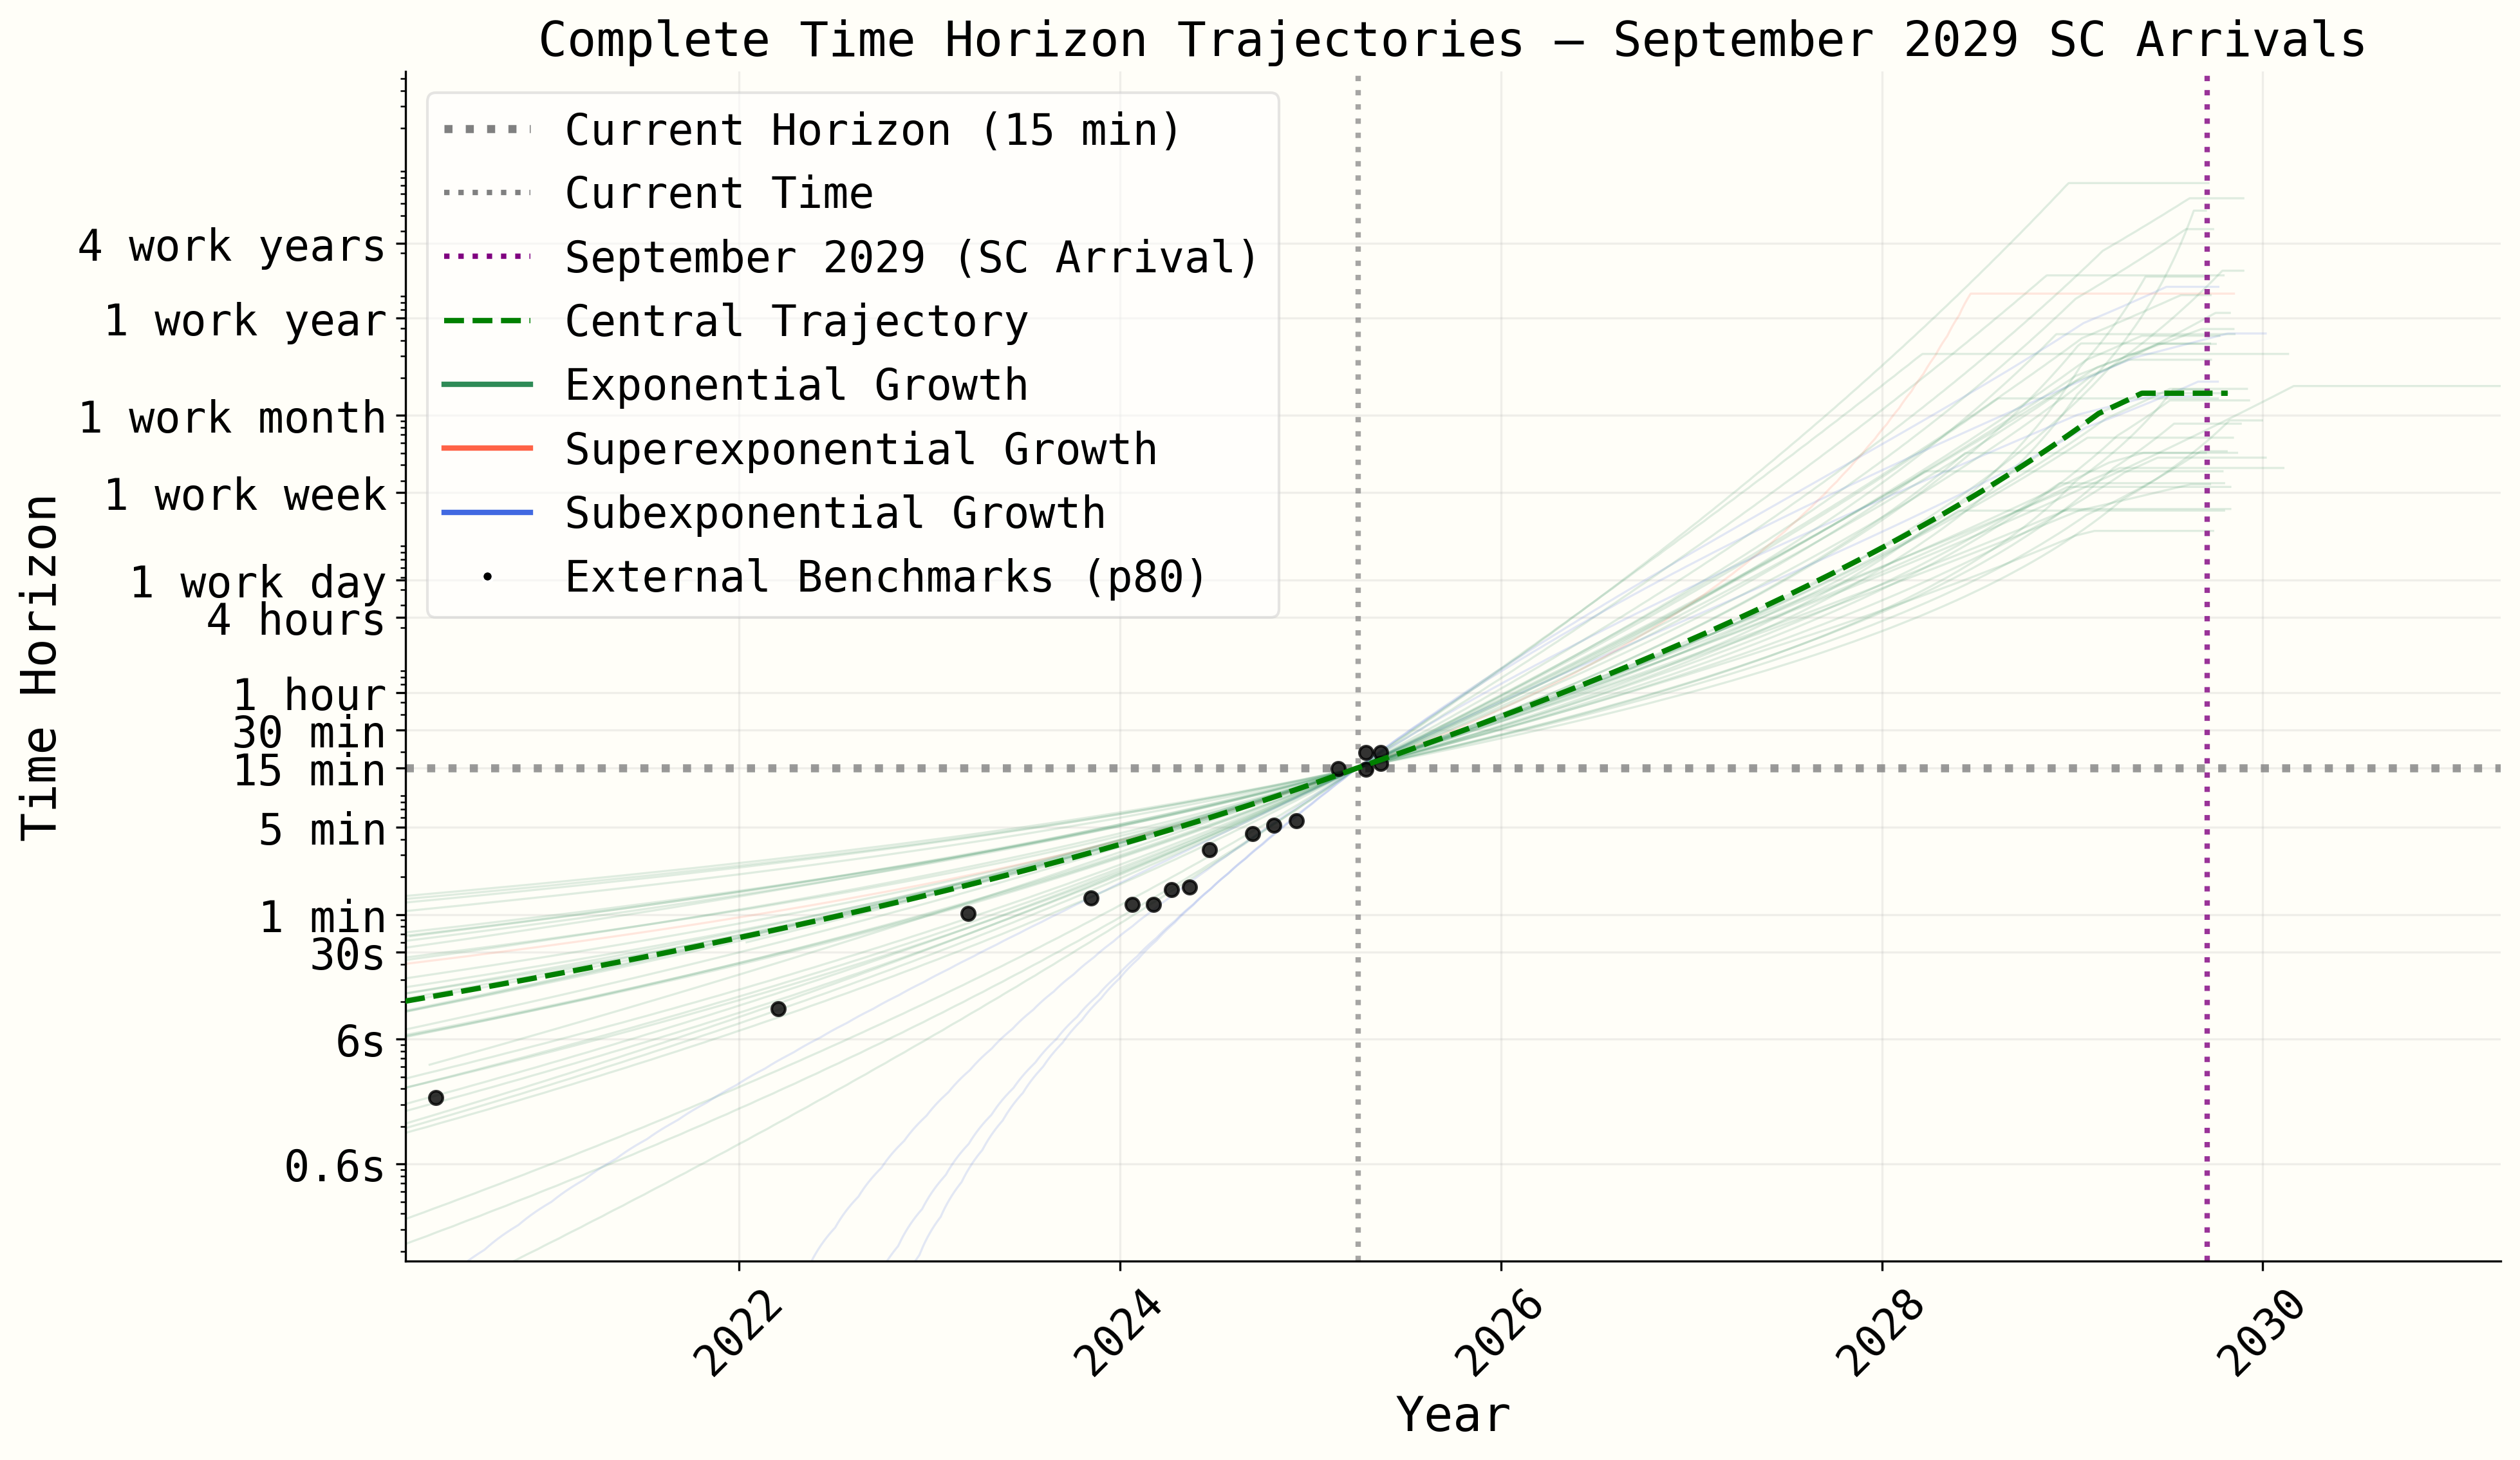 Complete Time Horizon Trajectories — September 2029 SC Arrivals
Current Horizon (15 min)
Current Time
September 2029 (SC Arrival)
Central Trajectory
Exponential Growth
Superexponential Growth
Subexponential Growth
External Benchmarks (p80)
Time Horizon
4 work years
1 work year
1 work month
1 work week
1 work day
4 hours
1 hour
30 min
15 min
5 min
1 min
30s
6s
0.6s
2022
2024
2026
2028
2030
Year